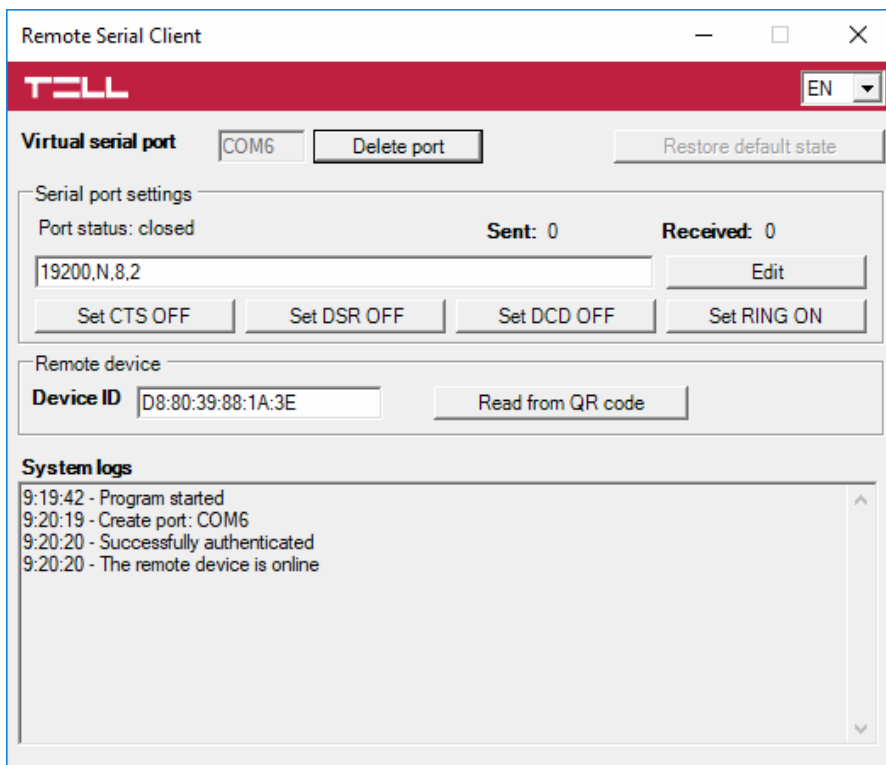 Remote Serial Client
TELL
EN
Virtual serial port COM6 Delete port Restore default state
Serial port settings
Port status: closed Sent: 0 Received: 0
19200,N,8,2 Edit
Set CTS OFF Set DSR OFF Set DCD OFF Set RING ON
Remote device
Device ID D8:80:39:88:1A:3E Read from QR code
System logs
9:19:42 - Program started
9:20:19 - Create port: COM6
9:20:20 - Successfully authenticated
9:20:20 - The remote device is online